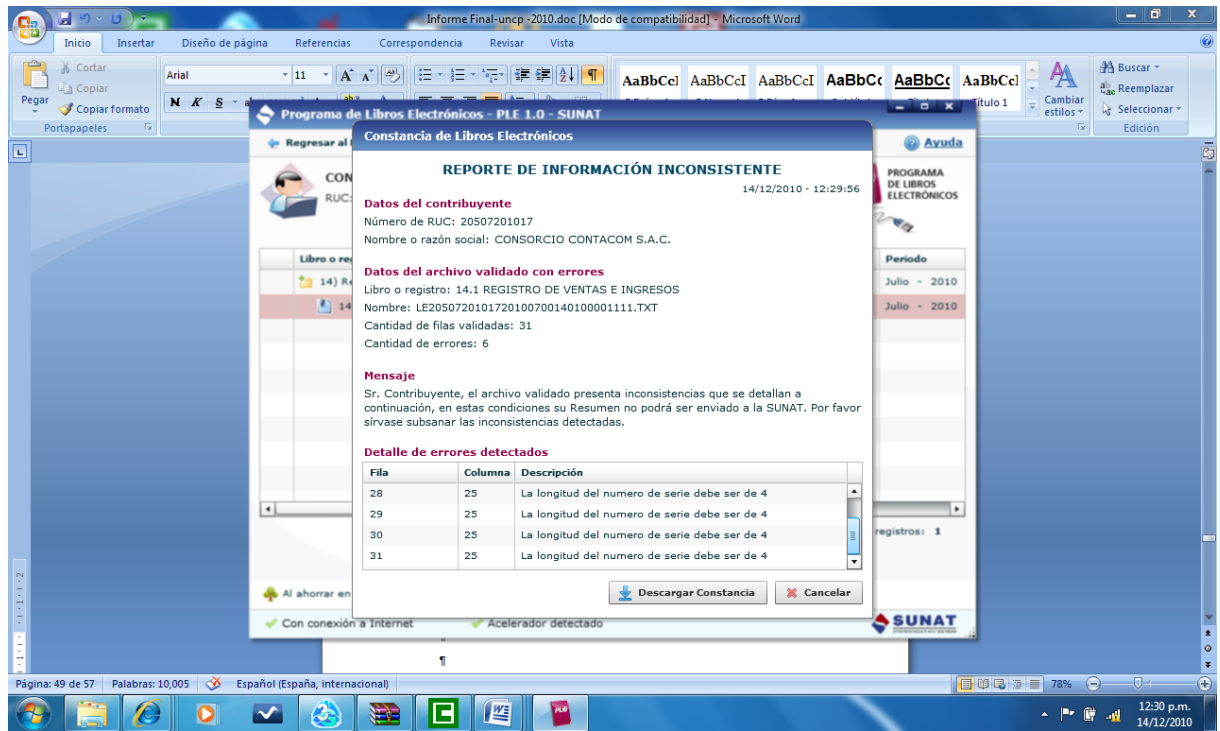 Informe Final-uncp -2010.doc [Modo de compatibilidad] - Microsoft Word
Inicio Insertar Diseño de página Referencias Correspondencia Revisar Vista
Pegar
Cortar
Copiar
Copiar formato
Portapapeles
Arial 11
N K S
AaBbCcl AaBbCcI AaBbCcI AaBbCc AaBbCc AaBbCcl
Título 1
Cambiar estilos
Buscar
Reemplazar
Seleccionar
Edición
Programa de Libros Electrónicos - PLE 1.0 - SUNAT
Regresar al
Ayuda
CON
RUC:
PROGRAMA
DE LIBROS
ELECTRÓNICOS
Libro o re
Periodo
14) Re
Julio - 2010
14
Julio - 2010
registros: 1
Al ahorrar en
Con conexión a Internet
Acelerador detectado
SUNAT
Constancia de Libros Electrónicos
REPORTE DE INFORMACIÓN INCONSISTENTE
14/12/2010 - 12:29:56
Datos del contribuyente
Número de RUC: 20507201017
Nombre o razón social: CONSORCIO CONTACOM S.A.C.
Datos del archivo validado con errores
Libro o registro: 14.1 REGISTRO DE VENTAS E INGRESOS
Nombre: LE2050720101720100700140100001111.TXT
Cantidad de filas validadas: 31
Cantidad de errores: 6
Mensaje
Sr. Contribuyente, el archivo validado presenta inconsistencias que se detallan a
continuación, en estas condiciones su Resumen no podrá ser enviado a la SUNAT. Por favor
sírvase subsanar las inconsistencias detectadas.
Detalle de errores detectados
Fila Columna Descripción
28 25 La longitud del numero de serie debe ser de 4
29 25 La longitud del numero de serie debe ser de 4
30 25 La longitud del numero de serie debe ser de 4
31 25 La longitud del numero de serie debe ser de 4
Descargar Constancia Cancelar
Página: 49 de 57 Palabras: 10,005 Español (España, internacional) 78%
12:30 p.m.
14/12/2010